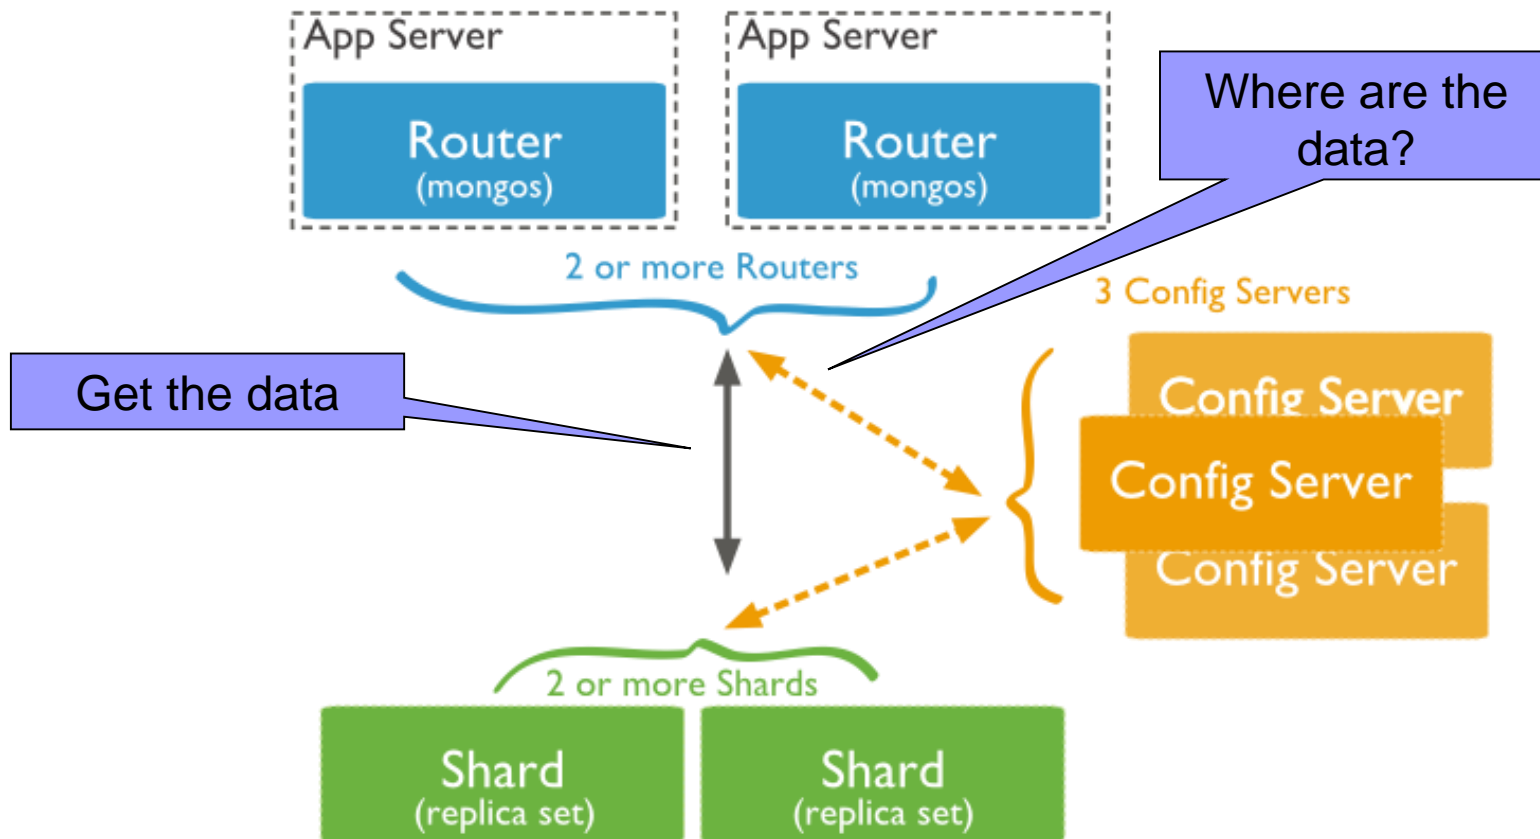 App Server
App Server
Router
(mongos)
Router
(mongos)
Where are the
data?
2 or more Routers
3 Config Servers
Get the data
Config Server
Config Server
Config Server
2 or more Shards
Shard
(replica set)
Shard
(replica set)